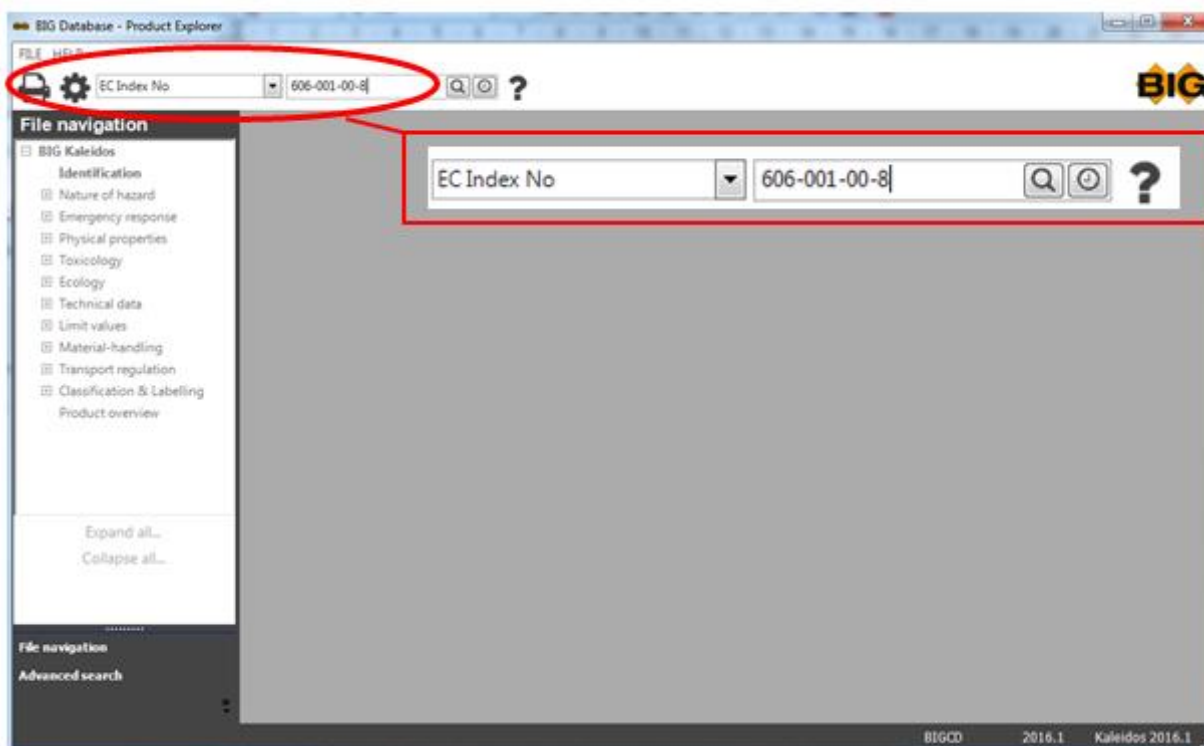 BIG Database - Product Explorer
FILE HELP
EC Index No 606-001-00-8 ?
BIG
File navigation
BIG Kaleidos
Identification
Nature of hazard
Emergency response
Physical properties
Toxicology
Ecology
Technical data
Limit values
Material-handling
Transport regulation
Classification & Labelling
Product overview
EC Index No 606-001-00-8 ?
Expand all...
Collapse all...
File navigation
Advanced search
BIGCD 2016.1 Kaleidos 2016.1